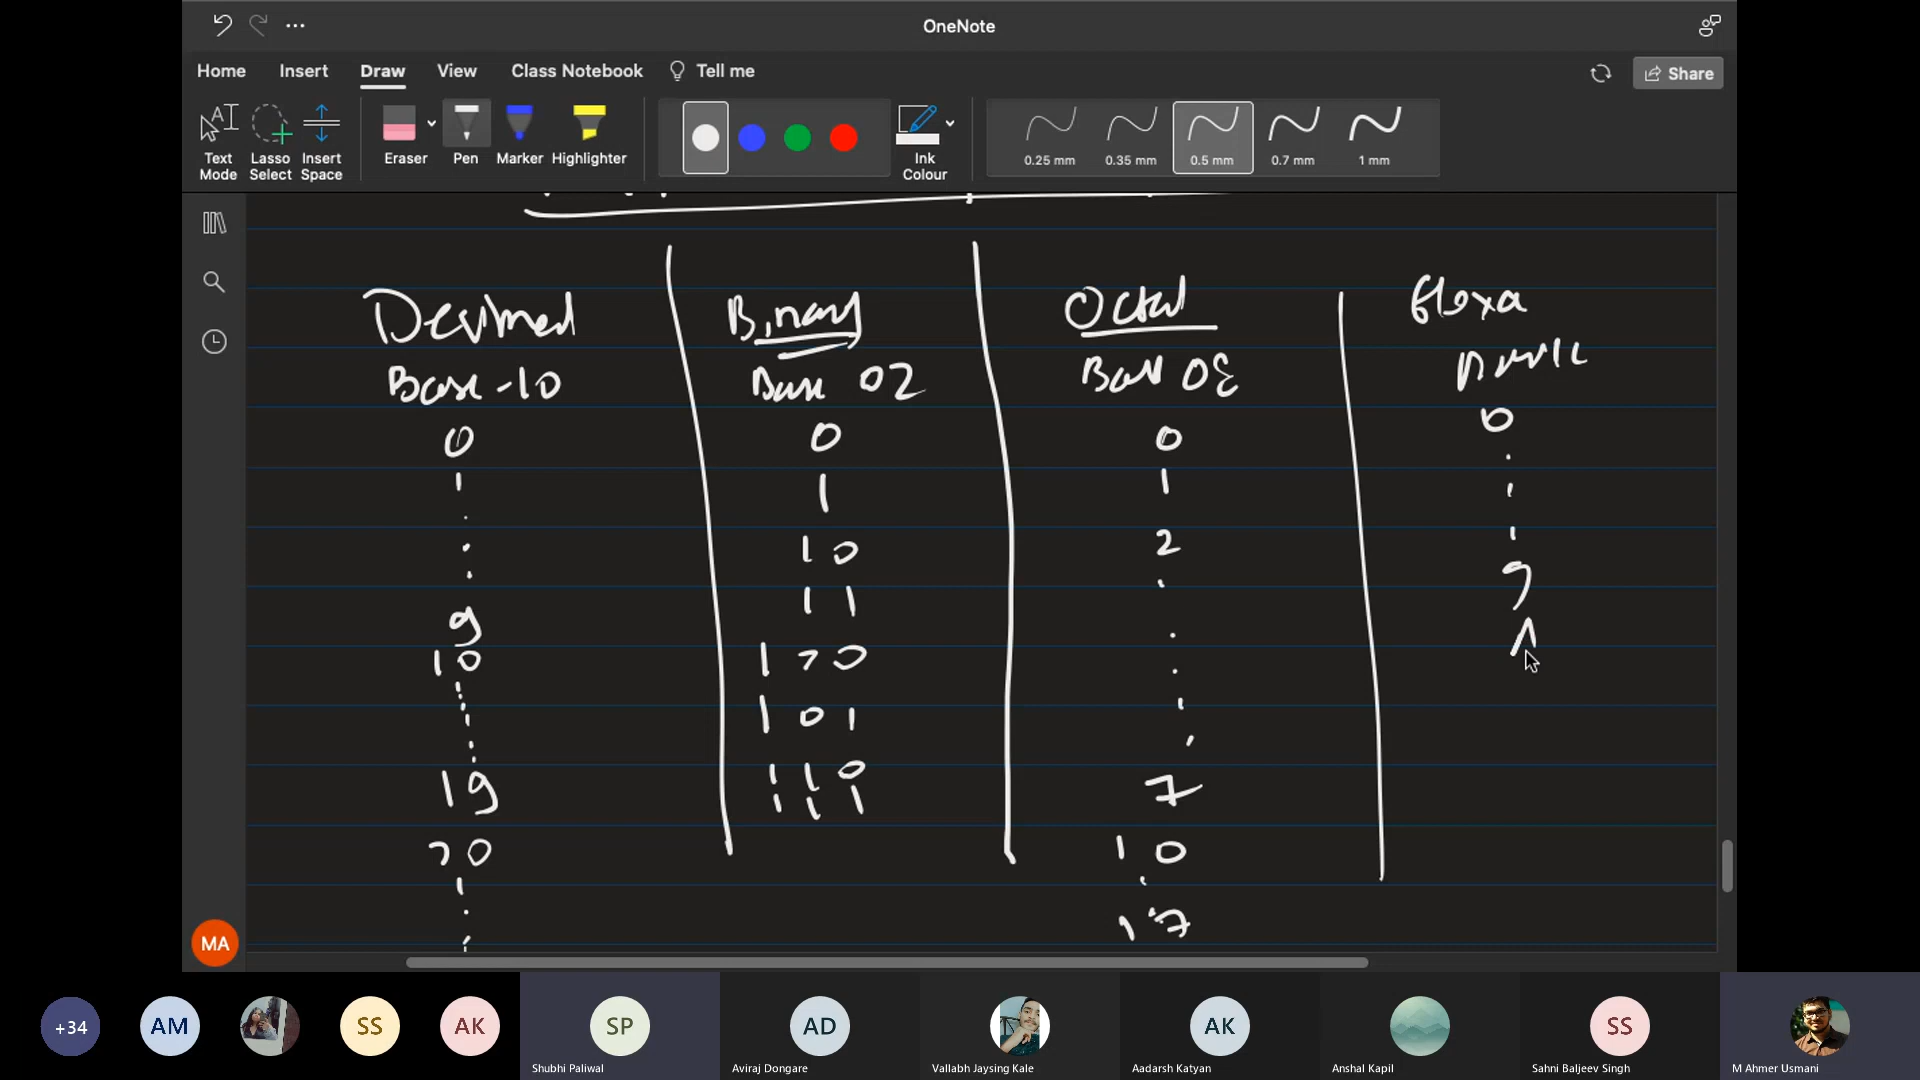 OneNote
Home Insert Draw View Class Notebook Tell me
Share
Text Mode
Lasso Select
Insert Space
Eraser
Pen
Marker
Highlighter
Ink Colour
0.25 mm
0.35 mm
0.5 mm
0.7 mm
1 mm
Decimal
Base -10
0
1
9
10
19
20
Binary
Base 02
0
1
10
11
100
101
110
111
Octal
Base 08
0
1
2
7
10
17
Hexa
0
9
A
MA
+34
AM
SS
AK
SP
Shubhi Paliwal
AD
Aviraj Dongare
Vallabh Jaysing Kale
AK
Aadarsh Katyan
Anshal Kapil
SS
Sahni Baljeev Singh
M Ahmer Usmani